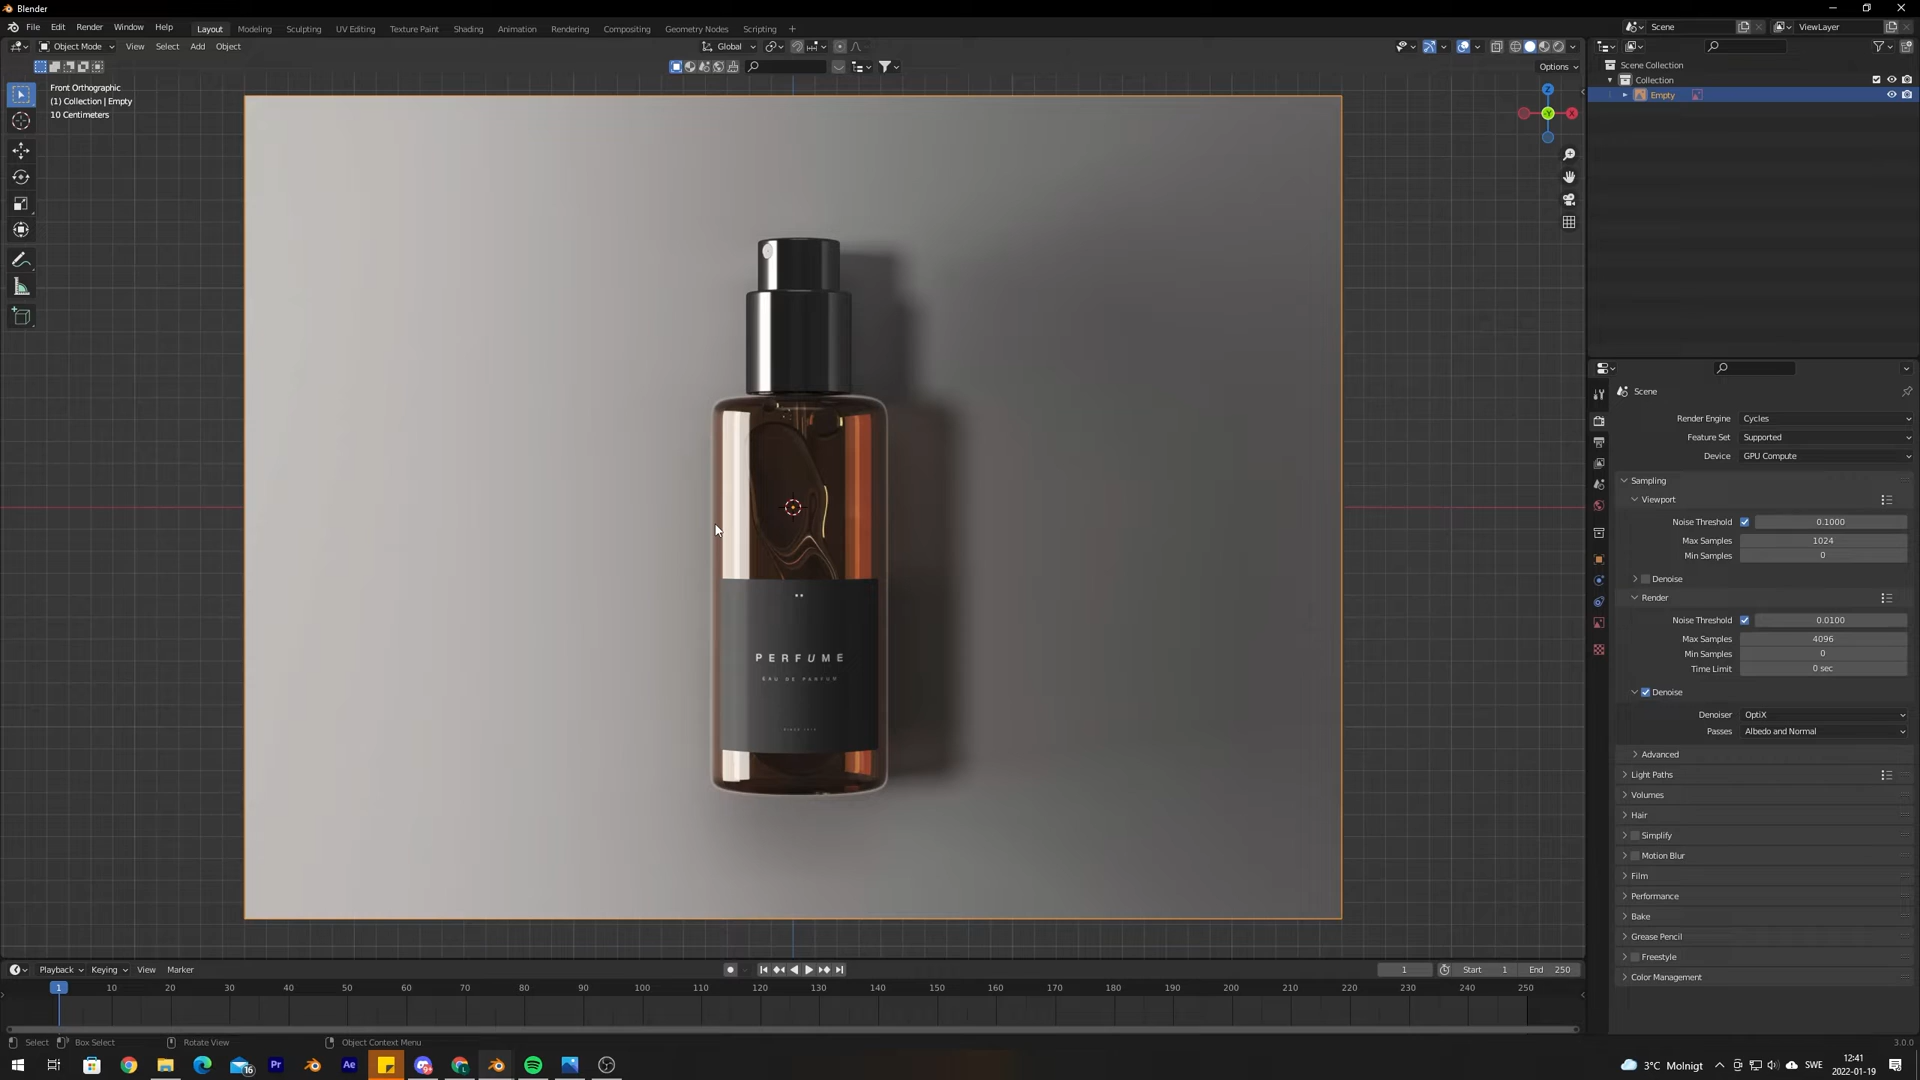 Blender
File Edit Render Window Help Layout Modeling Sculpting UV Editing Texture Paint Shading Animation Rendering Compositing Geometry Nodes Scripting + Scene ViewLayer
Object Mode View Select Add Object Global
Options
Front Orthographic
(1) Collection | Empty
10 Centimeters
Z
Y
X
PERFUME
EAU DE PARFUM
Scene Collection
Collection
Empty
Scene
Render Engine Cycles
Feature Set Supported
Device GPU Compute
Sampling
Viewport
Noise Threshold 0.1000
Max Samples 1024
Min Samples 0
Denoise
Render
Noise Threshold 0.0100
Max Samples 4096
Min Samples 0
Time Limit 0 sec
Denoise
Denoiser OptiX
Passes Albedo and Normal
Advanced
Light Paths
Volumes
Hair
Simplify
Motion Blur
Film
Performance
Bake
Grease Pencil
Freestyle
Color Management
Playback Keying View Marker 1 Start 1 End 250
1 10 20 30 40 50 60 70 80 90 100 110 120 130 140 150 160 170 180 190 200 210 220 230 240 250
Select Box Select Rotate View Object Context Menu 3.0.0
16 Pr Ae 3°C Molnigt SWE 12:41
2022-01-19